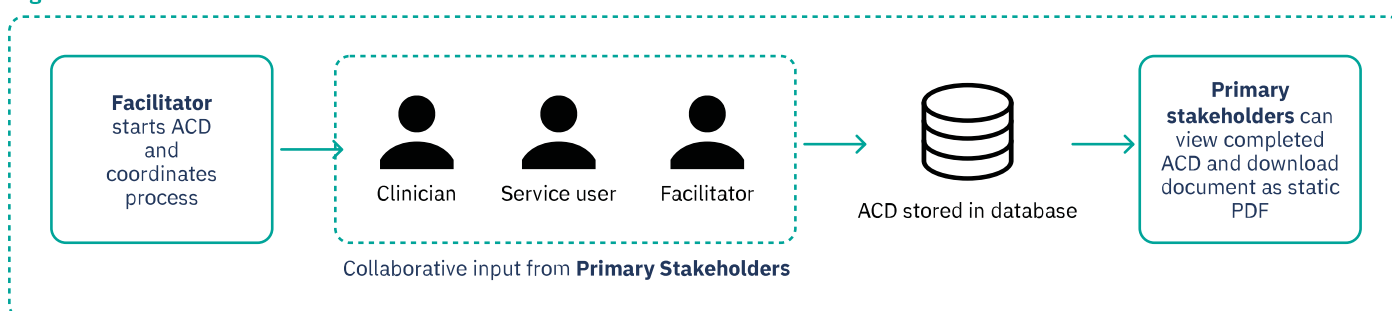 Facilitator
starts ACD
and
coordinates
process
Clinician
Service user
Facilitator
Collaborative input from Primary Stakeholders
ACD stored in database
Primary
stakeholders can
view completed
ACD and download
document as static
PDF